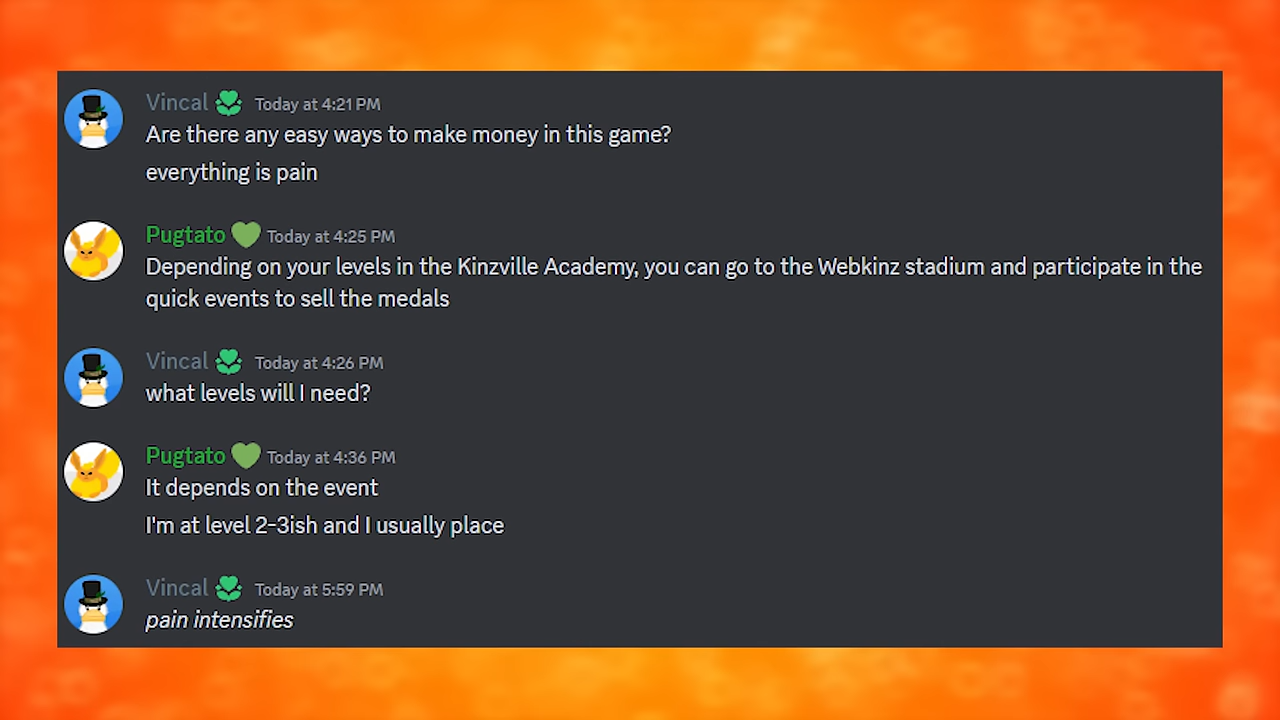 Vincal Today at 4:21 PM
Are there any easy ways to make money in this game?
everything is pain
Pugtato Today at 4:25 PM
Depending on your levels in the Kinzville Academy, you can go to the Webkinz stadium and participate in the
quick events to sell the medals
Vincal Today at 4:26 PM
what levels will I need?
Pugtato Today at 4:36 PM
It depends on the event
I'm at level 2-3ish and I usually place
Vincal Today at 5:59 PM
pain intensifies